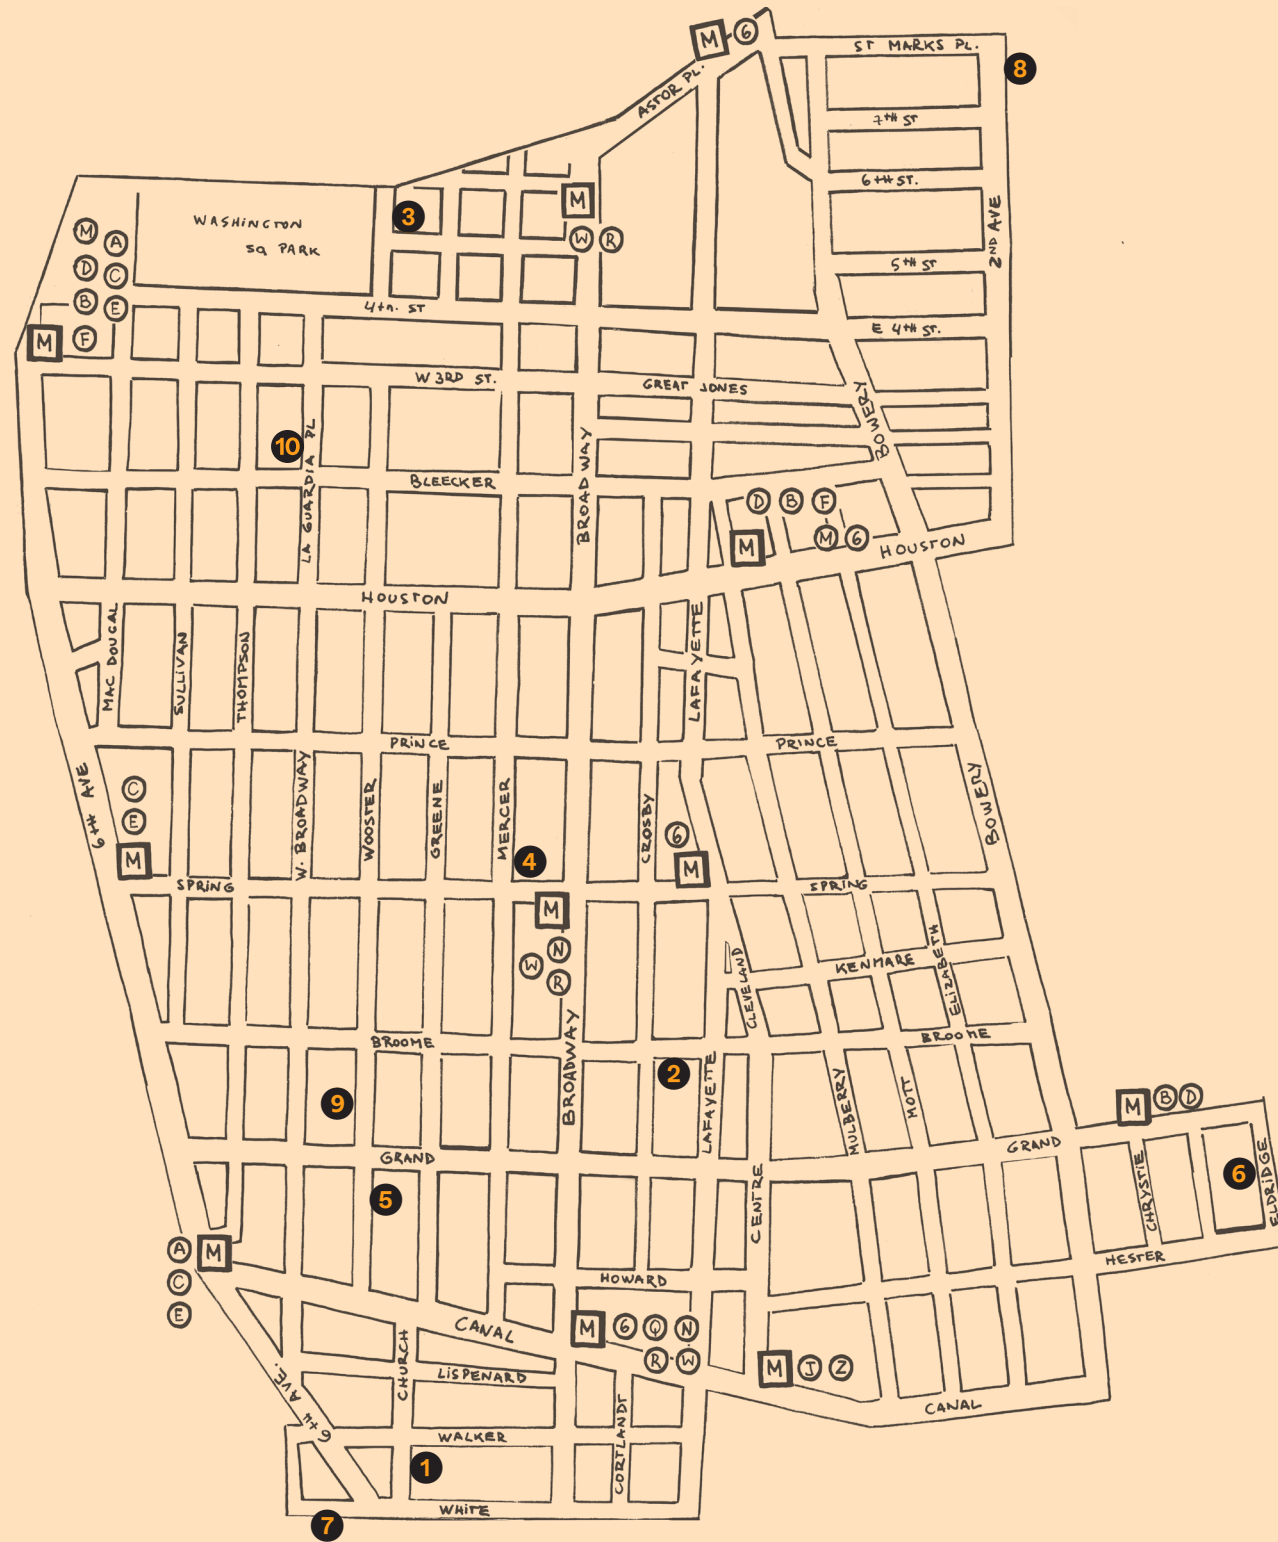 M 6
ST MARKS PL.
8
ASTOR PL.
7TH ST
6TH ST.
2ND AVE
5TH ST
E 4TH ST.
WASHINGTON
SQ PARK
3
M
W R
M A
D C
B E
M F
4TH. ST
W 3RD ST.
GREAT JONES
BOWERY
10
LA GUARDIA PL
BLEECKER
BROADWAY
D B F
M M 6
HOUSTON
HOUSTON
MAC DOUGAL
SULLIVAN
THOMPSON
LAFAYETTE
PRINCE
PRINCE
6TH AVE
C
E
M
W. BROADWAY
WOOSTER
GREENE
MERCER
4
CROSBY
6
M
BOWERY
SPRING
SPRING
M
N
W
R
CLEVELAND
KENMARE
ELIZABETH
BROOME
BROOME
BROADWAY
9
2
LAFAYETTE
MULBERRY
MOTT
M B D
GRAND
GRAND
5
CENTRE
CHRYSTIE
6
ELDRIDGE
HESTER
A M
C
E
HOWARD
CANAL
M 6 Q N
R W
M J Z
CHURCH
LISPENARD
6TH AVE.
CORTLANDT
CANAL
WALKER
1
WHITE
7